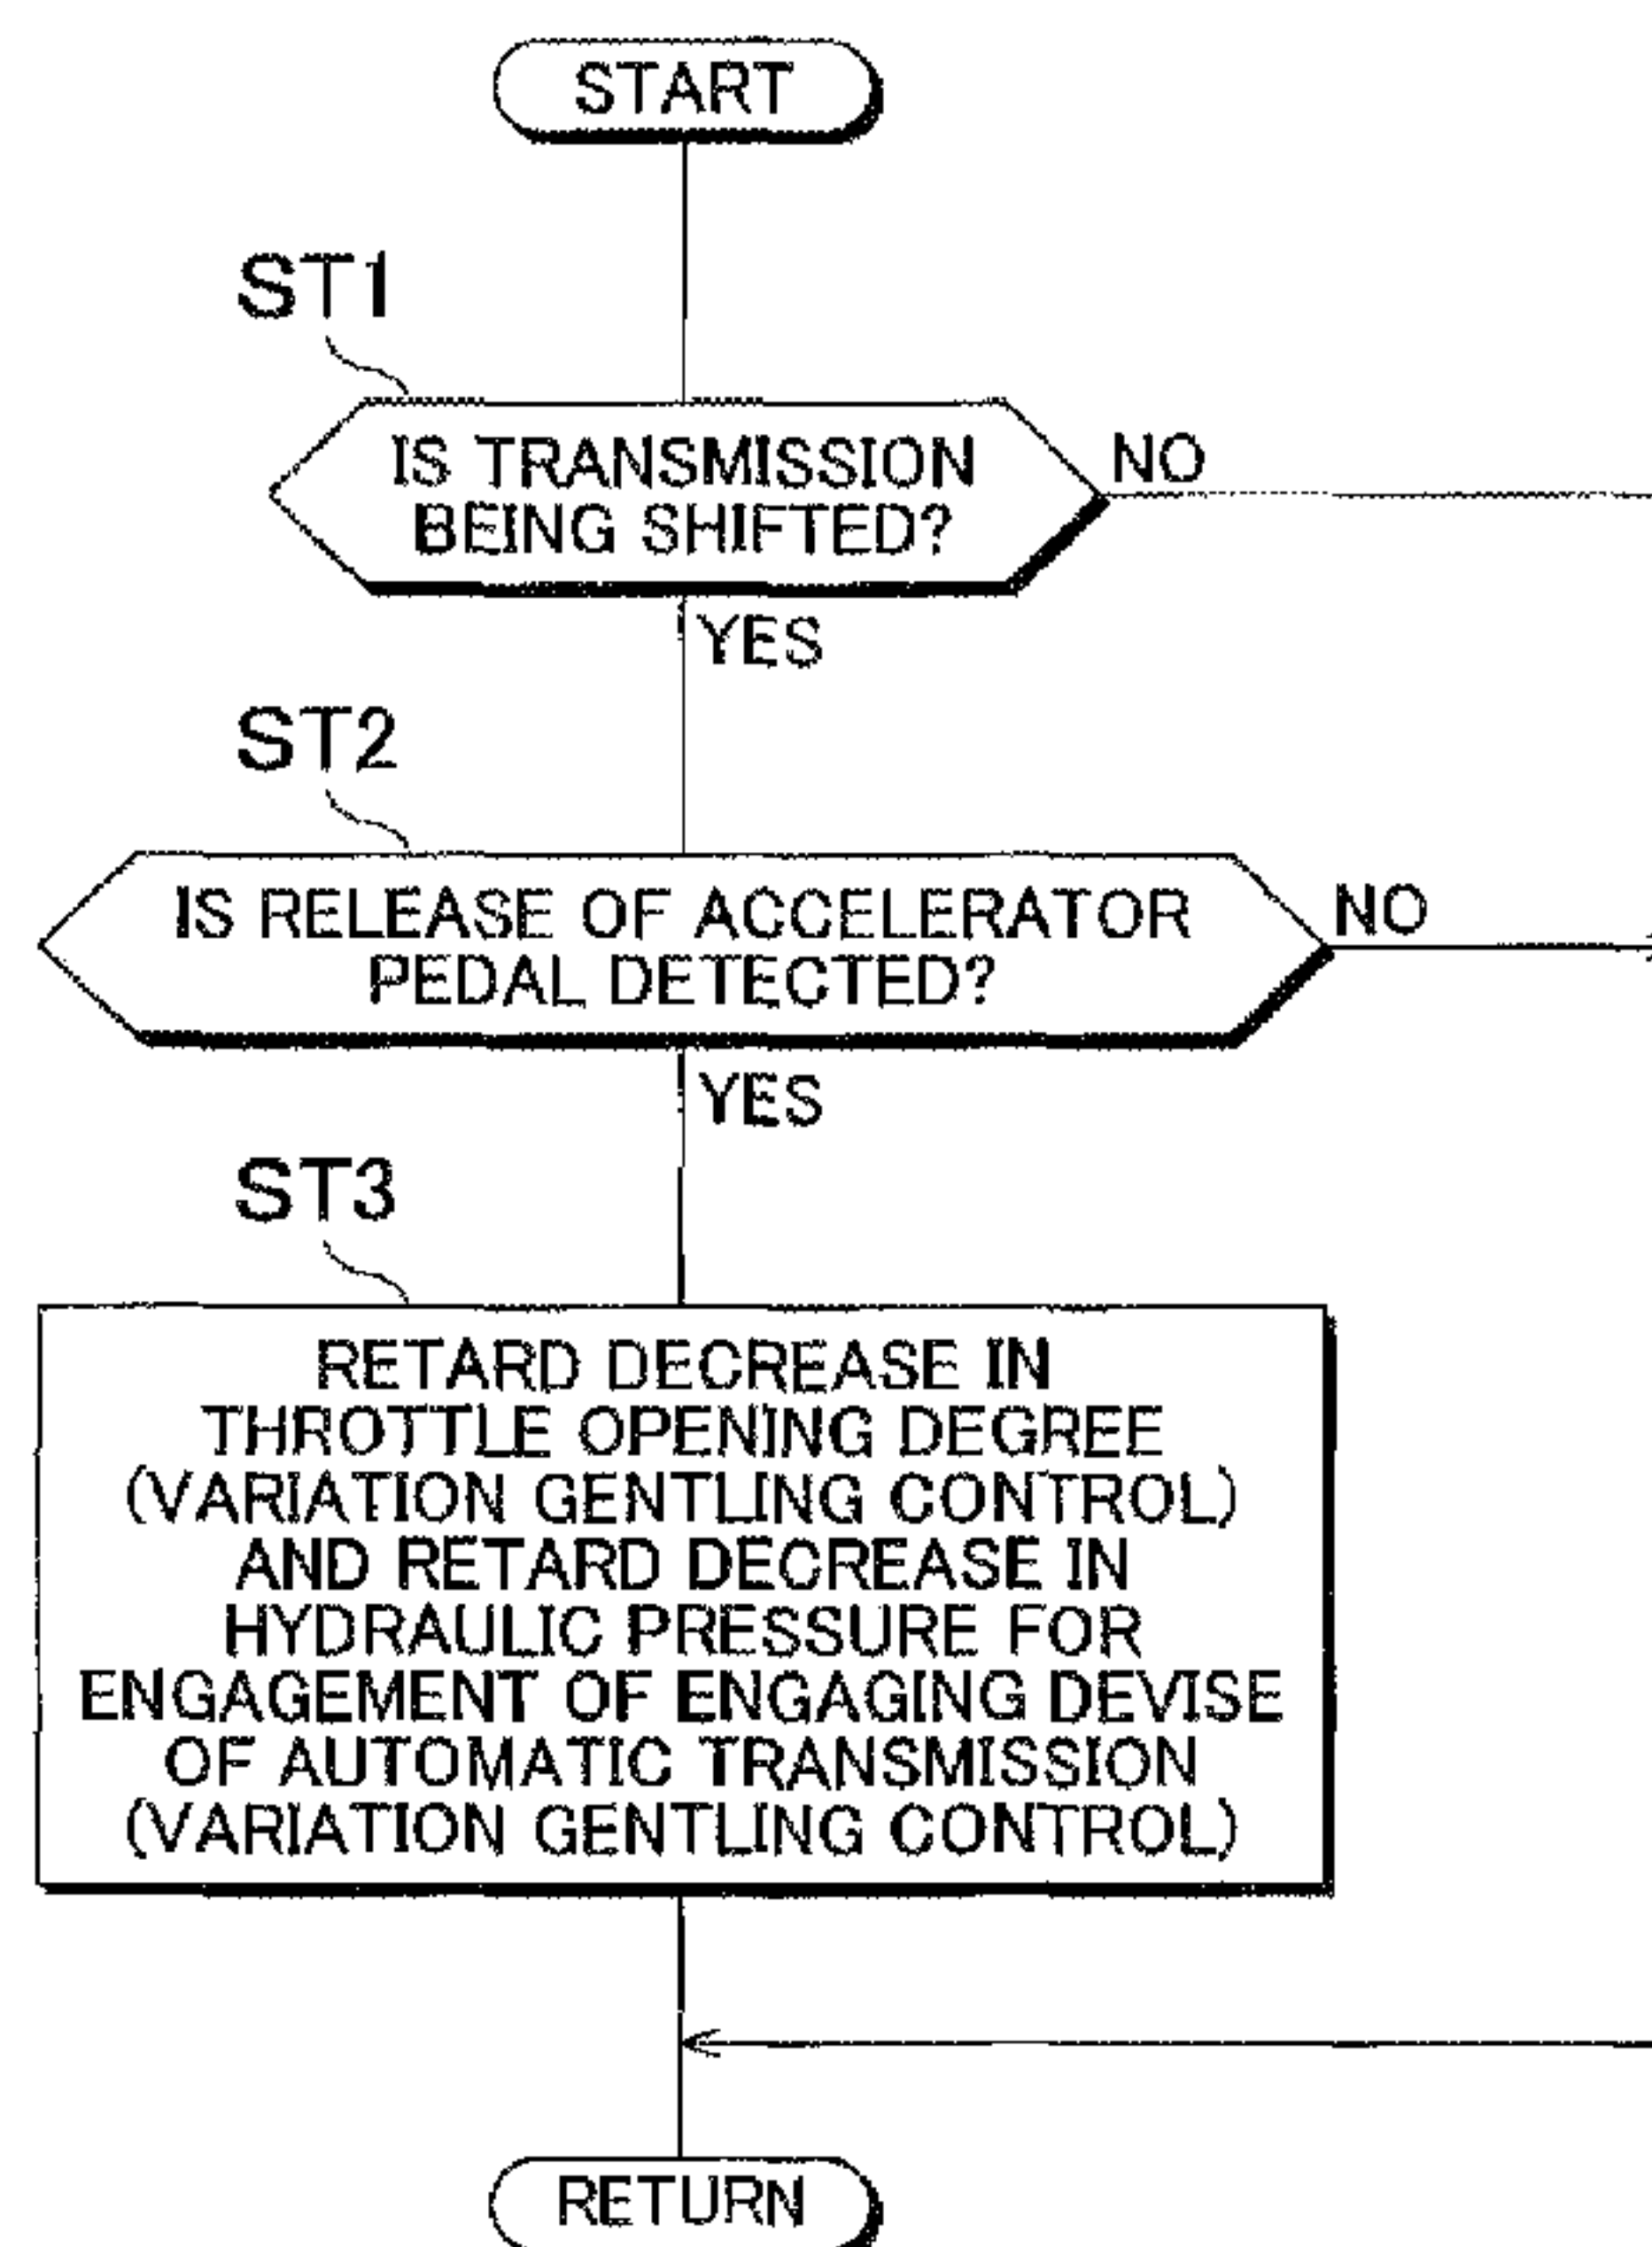 START
ST1
IS TRANSMISSION
BEING SHIFTED?
NO
YES
ST2
IS RELEASE OF ACCELERATOR
PEDAL DETECTED?
NO
YES
ST3
RETARD DECREASE IN
THROTTLE OPENING DEGREE
(VARIATION GENTLING CONTROL)
AND RETARD DECREASE IN
HYDRAULIC PRESSURE FOR
ENGAGEMENT OF ENGAGING DEVISE
OF AUTOMATIC TRANSMISSION
(VARIATION GENTLING CONTROL)
RETURN